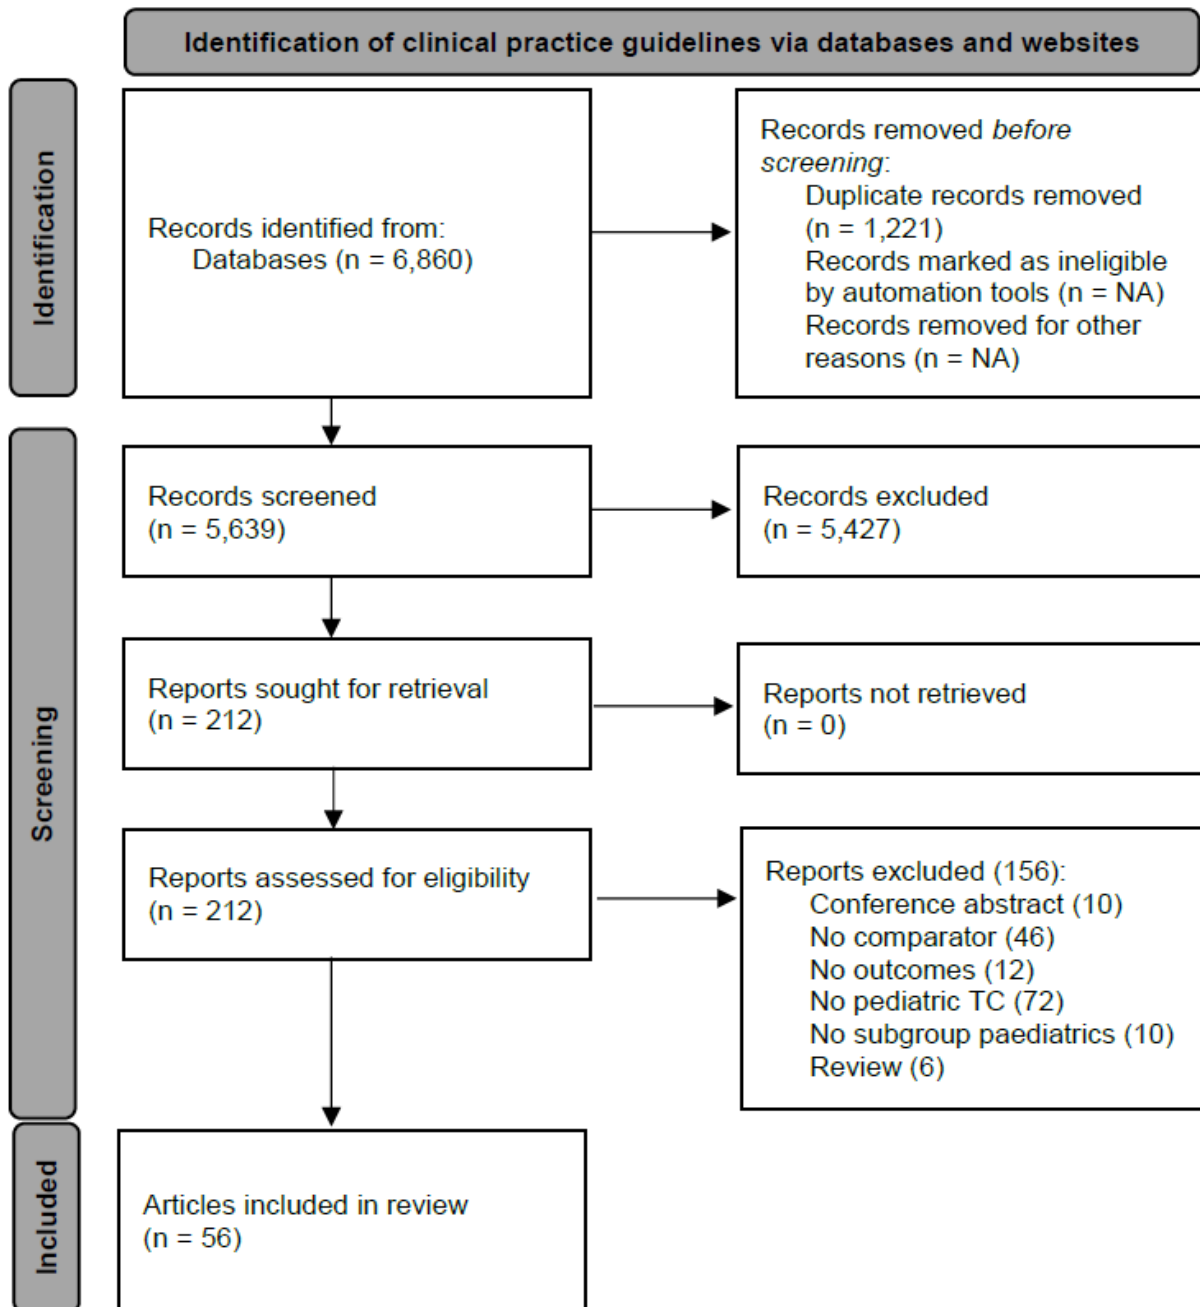 Identification of clinical practice guidelines via databases and websites
Identification
Records identified from:
Databases (n = 6,860)
Records removed before
screening:
Duplicate records removed
(n = 1,221)
Records marked as ineligible
by automation tools (n = NA)
Records removed for other
reasons (n = NA)
Screening
Records screened
(n = 5,639)
Records excluded
(n = 5,427)
Reports sought for retrieval
(n = 212)
Reports not retrieved
(n = 0)
Reports assessed for eligibility
(n = 212)
Reports excluded (156):
Conference abstract (10)
No comparator (46)
No outcomes (12)
No pediatric TC (72)
No subgroup paediatrics (10)
Review (6)
Included
Articles included in review
(n = 56)